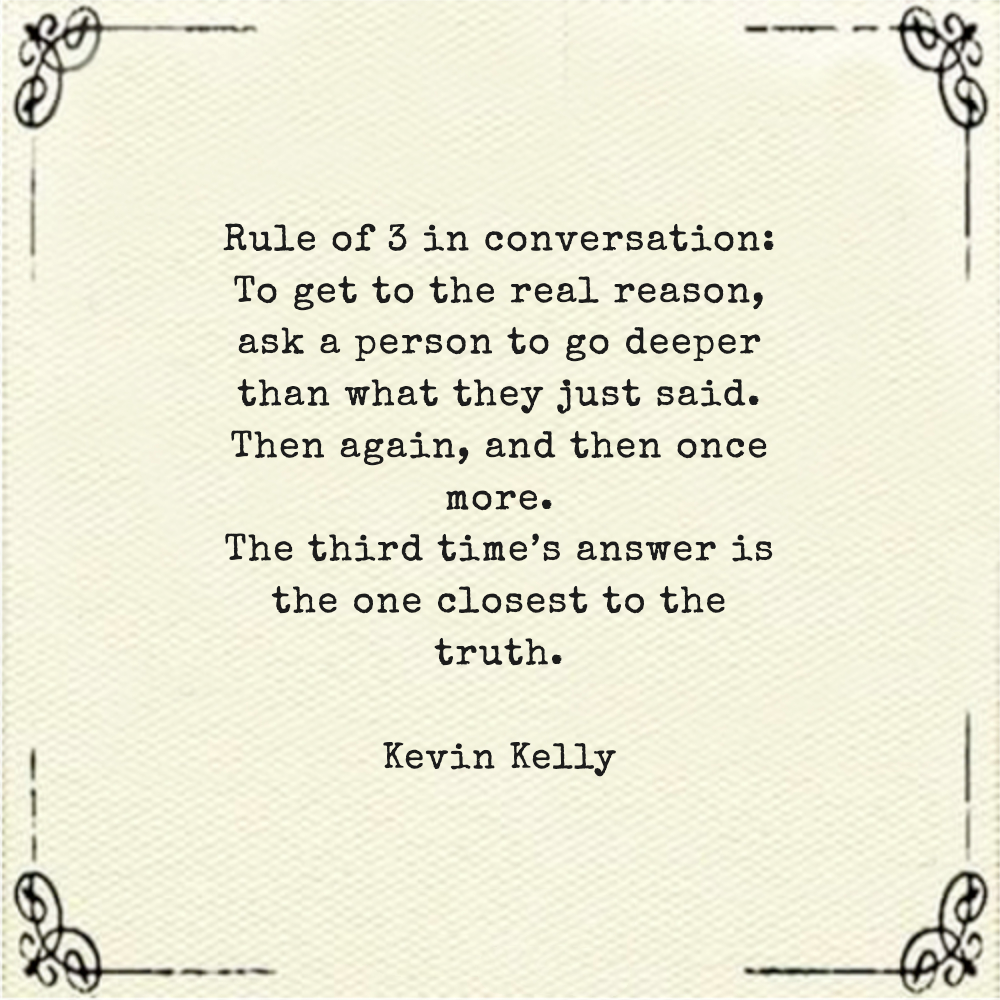 Rule of 3 in conversation:
To get to the real reason,
ask a person to go deeper
than what they just said.
Then again, and then once
more.
The third time’s answer is
the one closest to the
truth.
Kevin Kelly